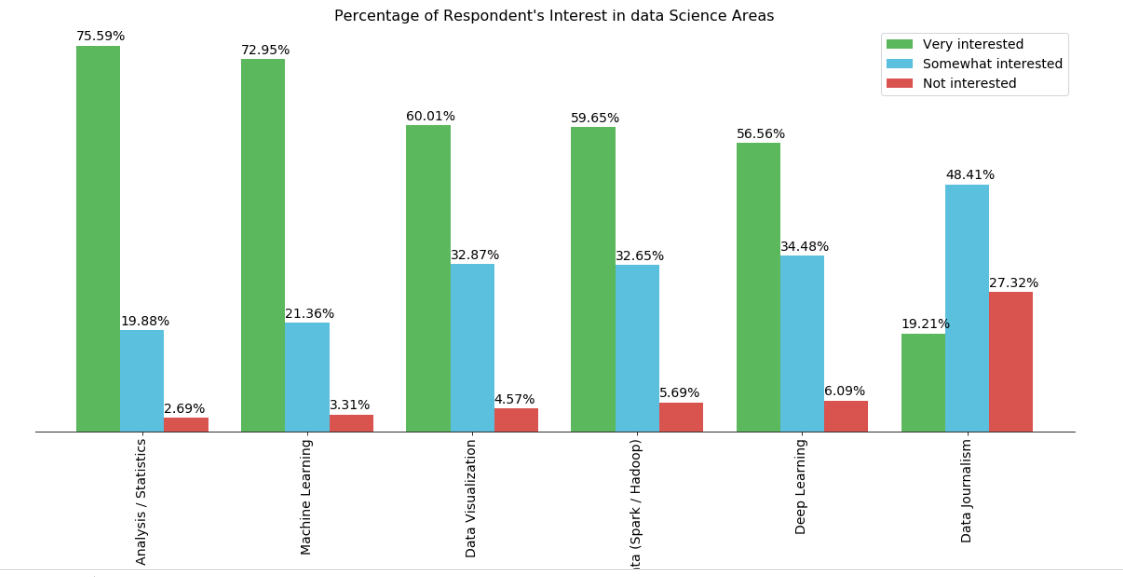 Percentage of Respondent's Interest in data Science Areas
Very interested
Somewhat interested
Not interested
75.59%
19.88%
2.69%
72.95%
21.36%
3.31%
60.01%
32.87%
4.57%
59.65%
32.65%
5.69%
56.56%
34.48%
6.09%
19.21%
48.41%
27.32%
Analysis / Statistics
Machine Learning
Data Visualization
ta (Spark / Hadoop)
Deep Learning
Data Journalism